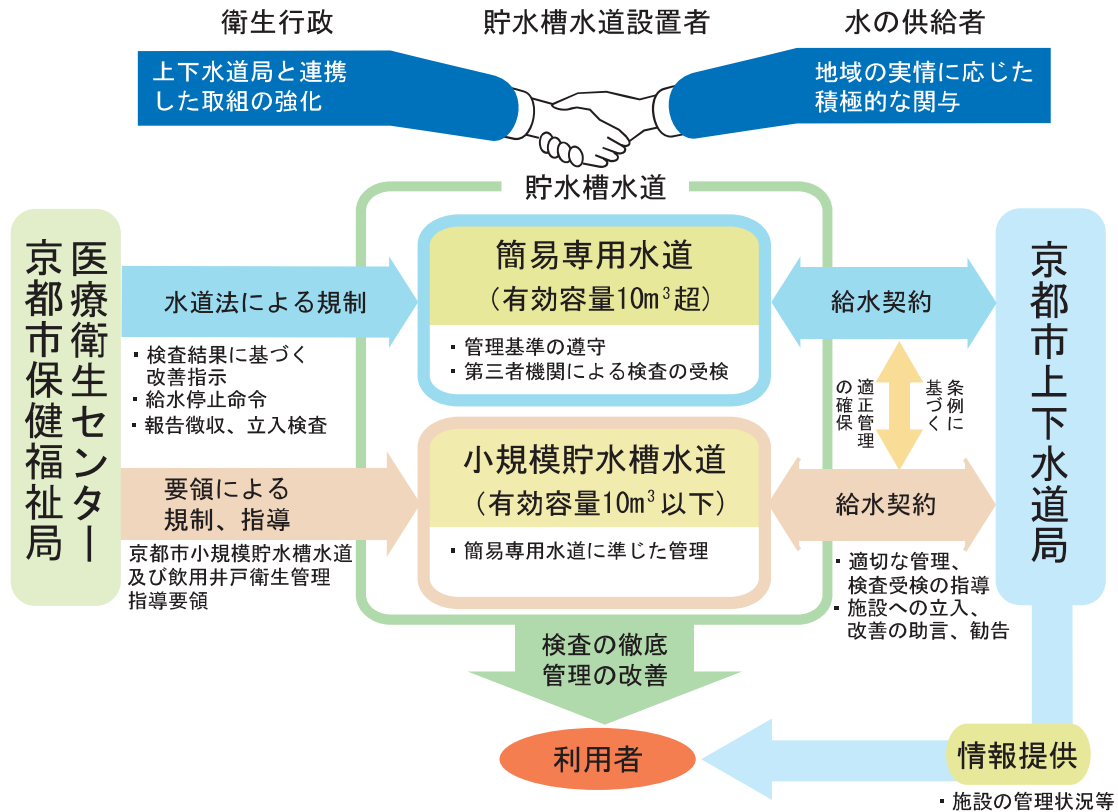 衛生行政
貯水槽水道設置者
水の供給者
上下水道局と連携
した取組の強化
地域の実情に応じた
積極的な関与
貯水槽水道
京都市保健福祉局
医療衛生センター
水道法による規制
・検査結果に基づく
改善指示
・給水停止命令
・報告徴収、立入検査
要領による
規制、指導
京都市小規模貯水槽水道
及び飲用井戸衛生管理
指導要領
簡易専用水道
(有効容量10m³超)
・管理基準の遵守
・第三者機関による検査の受検
小規模貯水槽水道
(有効容量10m³以下)
・簡易専用水道に準じた管理
給水契約
条例に
基づく
適正管理
の確保
給水契約
・適切な管理、
検査受検の指導
・施設への立入、
改善の助言、勧告
京都市上下水道局
検査の徹底
管理の改善
利用者
情報提供
・施設の管理状況等